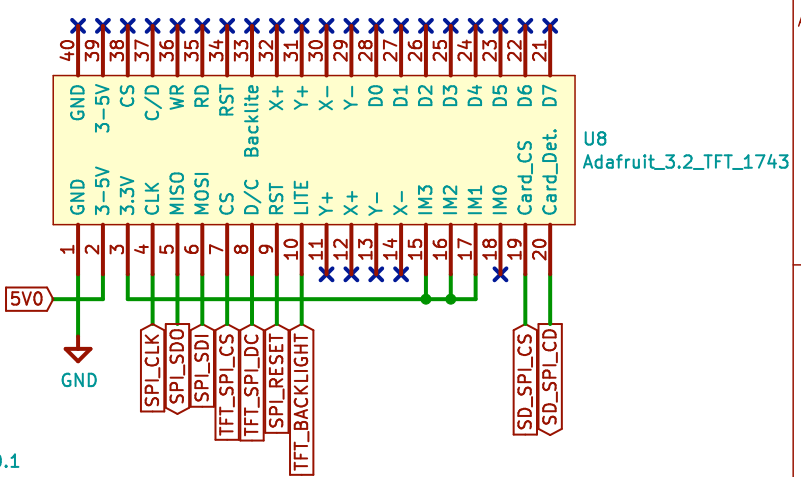 40 39 38 37 36 35 34 33 32 31 30 29 28 27 26 25 24 23 22 21
GND 3-5V CS C/D WR RD RST Backlite X+ Y+ X- Y- D0 D1 D2 D3 D4 D5 D6 D7
U8
Adafruit_3.2_TFT_1743
GND 3-5V 3.3V CLK MISO MOSI CS D/C RST LITE Y+ X+ Y- X- IM3 IM2 IM1 IM0 Card_CS Card_Det.
1 2 3 4 5 6 7 8 9 10 11 12 13 14 15 16 17 18 19 20
5V0
GND
SPI_CLK SPI_SDO SPI_SDI TFT_SPI_CS TFT_SPI_DC SPI_RESET TFT_BACKLIGHT SD_SPI_CS SD_SPI_CD